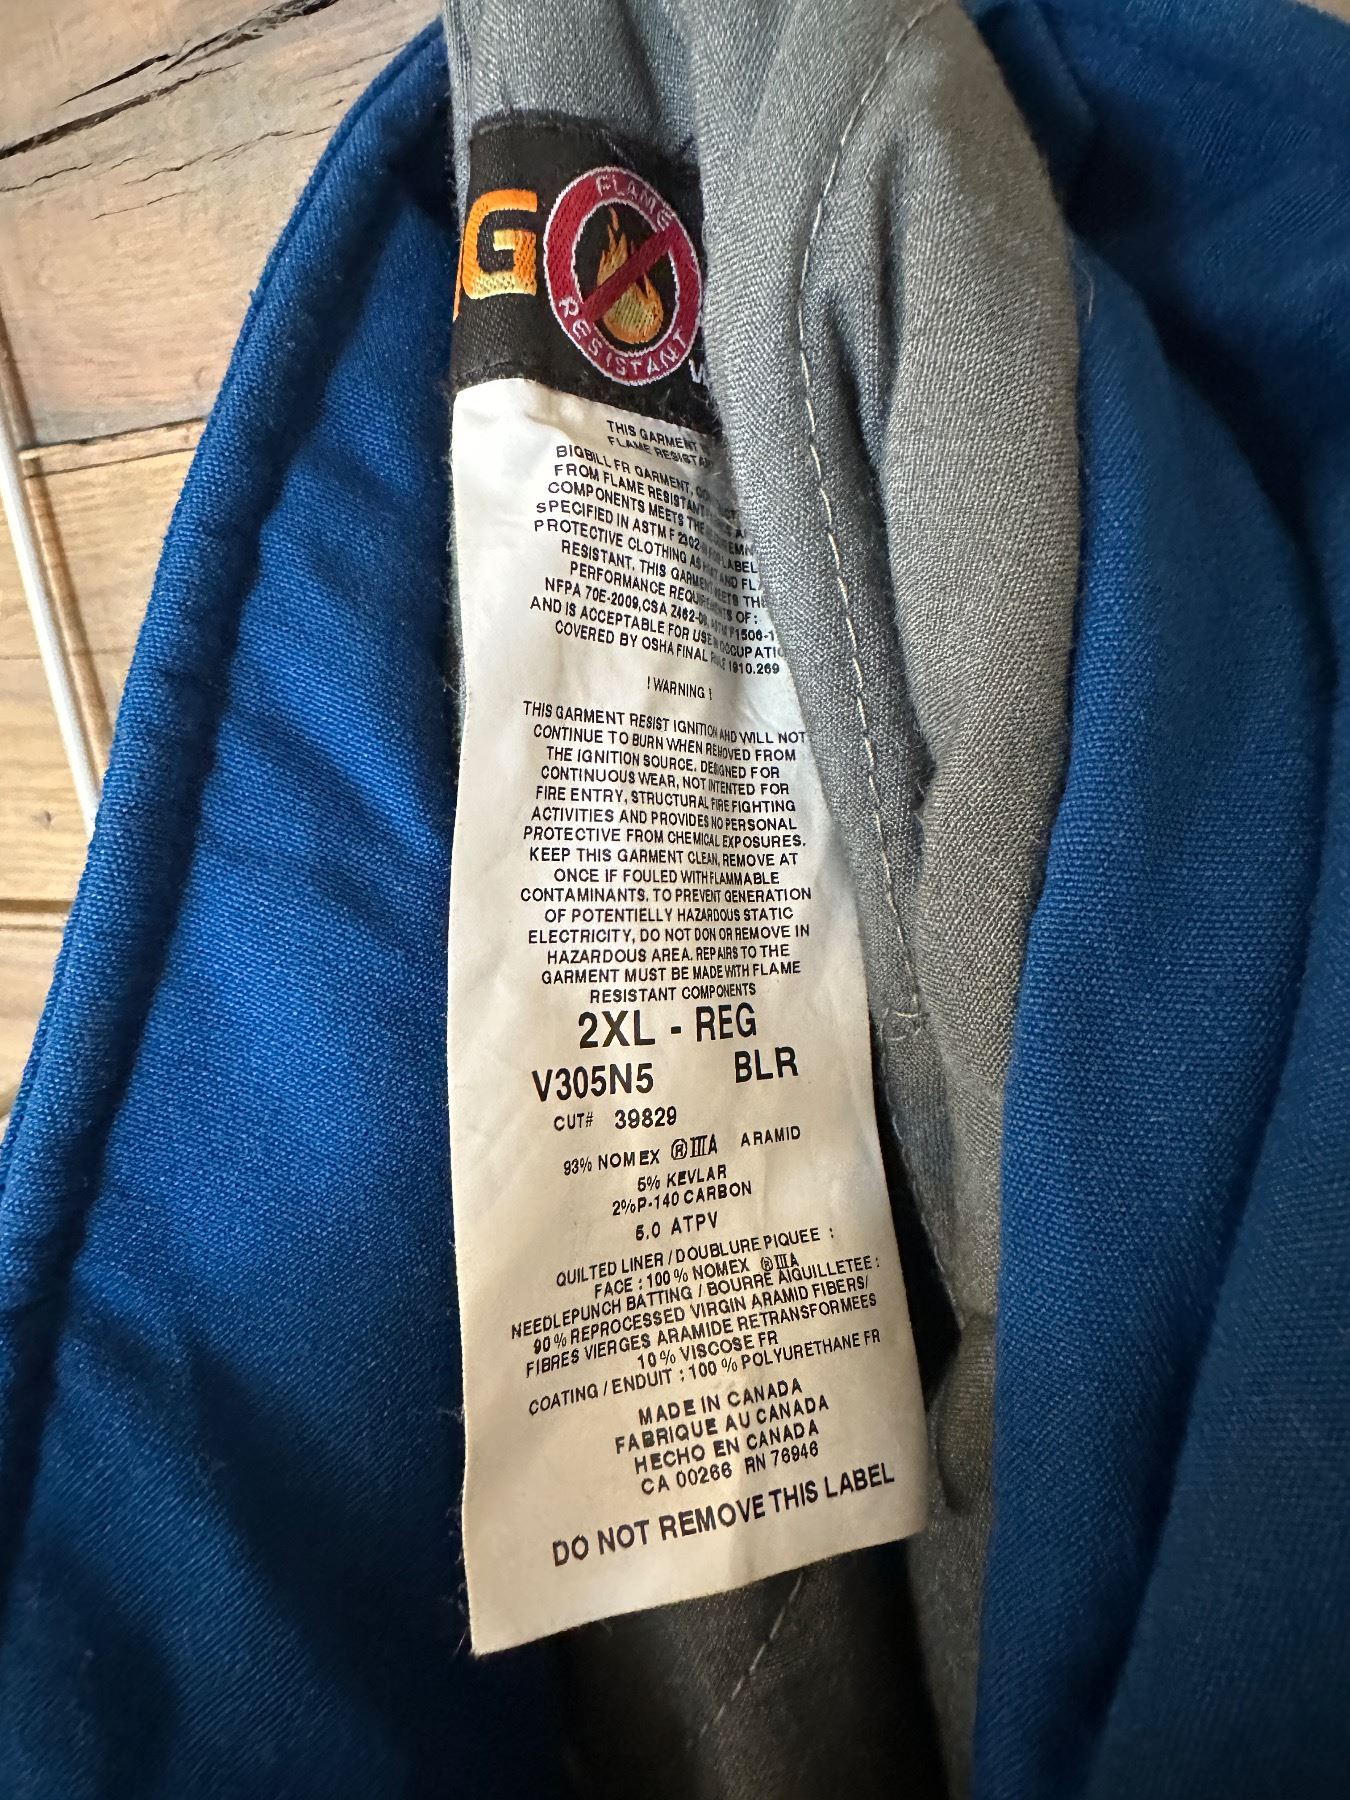 G
FLAME
RESISTANT
THIS GARMENT
FLAME
BIGBILL FR GARMENT,
FROM FLAME RESISTANT
COMPONENTS MEETS THE
SPECIFIED IN ASTM F LABEL
PROTECTIVE CLOTHING AS AND
RESISTANT, THIS GARMENT MEETS
PERFORMANCE OF:
NFPA 70E-2009, CSA
AND IS ACCEPTABLE FOR USE
COVERED BY OSHA FINAL 1910.269
! WARNING !
THIS GARMENT RESIST IGNITION AND WILL NOT
CONTINUE TO BURN WHEN REMOVED FROM
THE IGNITION SOURCE. DESIGNED FOR
CONTINUOUS WEAR, NOT INTENTED FOR
FIRE ENTRY, STRUCTURAL FIRE FIGHTING
ACTIVITIES AND PROVIDES NO PERSONAL
PROTECTIVE FROM CHEMICAL EXPOSURES.
KEEP THIS GARMENT CLEAN, REMOVE AT
ONCE IF FOULED WITH FLAMMABLE
CONTAMINANTS, TO PREVENT GENERATION
OF POTENTIELLY HAZARDOUS STATIC
ELECTRICITY, DO NOT DON OR REMOVE IN
HAZARDOUS AREA. REPAIRS TO THE
GARMENT MUST BE MADE WITH FLAME
RESISTANT COMPONENTS
2XL - REG
V305N5 BLR
CUT# 39829
93% NOMEX ®IIIA ARAMID
5% KEVLAR
2%P-140 CARBON
ATPV
QUILTED LINER / DOUBLURE PIQUEE :
FACE : 100 % NOMEX ®IIIA
NEEDLEPUNCH BATTING / BOURRE AIGUILLETEE :
90 % REPROCESSED VIRGIN ARAMID FIBERS/
FIBRES VIERGES ARAMIDE RETRANSFORMEES
10 % VISCOSE FR
COATING / ENDUIT : 100 % POLYURETHANE FR
MADE IN CANADA
FABRIQUE AU CANADA
HECHO EN CANADA
CA 00266 RN 76946
DO NOT REMOVE THIS LABEL